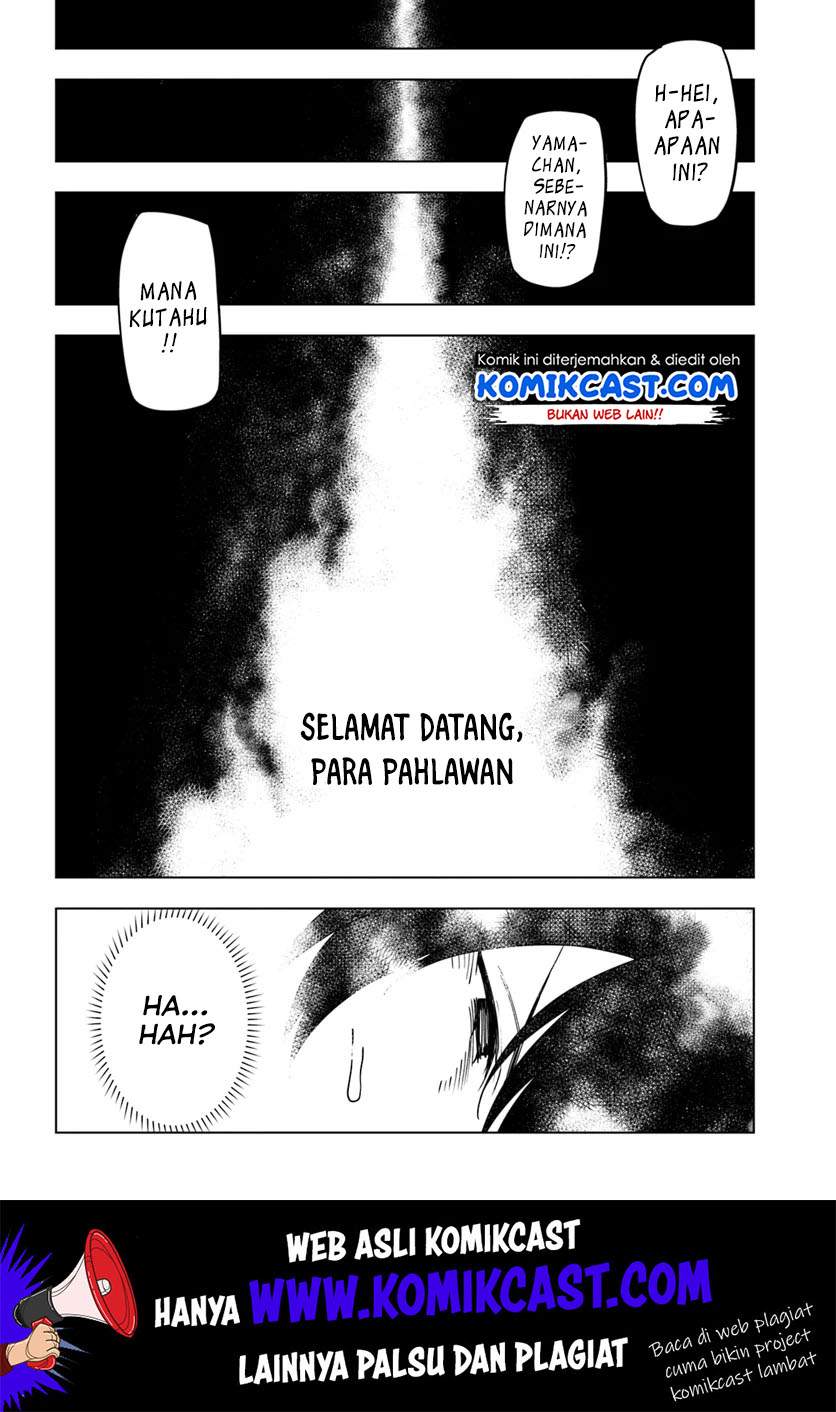 H-HEI,
APA-
APAAN
INI?
YAMA-
CHAN,
SEBE-
NARNYA
DIMANA
INI!?
MANA
KUTAHU
!!
Komik ini diterjemahkan & diedit oleh
KOMIKCAST.COM
BUKAN WEB LAIN!!
SELAMAT DATANG,
PARA PAHLAWAN
HA...
HAH?
WEB ASLI KOMIKCAST
HANYA WWW.KOMIKCAST.COM
LAINNYA PALSU DAN PLAGIAT
Baca di web plagiat
cuma bikin project
komikcast lambat